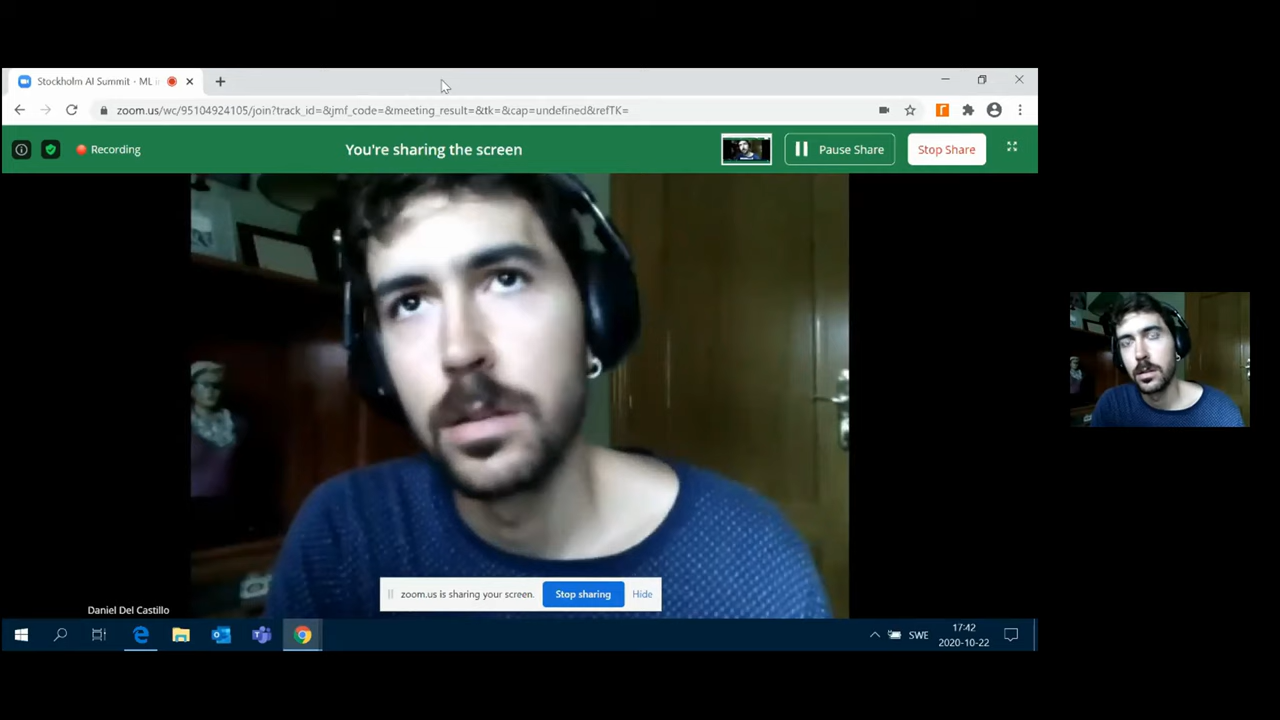 Stockholm AI Summit - ML i
zoom.us/wc/95104924105/join?track_id=&jmf_code=&meeting_result=&tk=&cap=undefined&refTK=
Recording
You're sharing the screen
Pause Share
Stop Share
zoom.us is sharing your screen.
Stop sharing
Hide
Daniel Del Castillo
SWE
17:42
2020-10-22